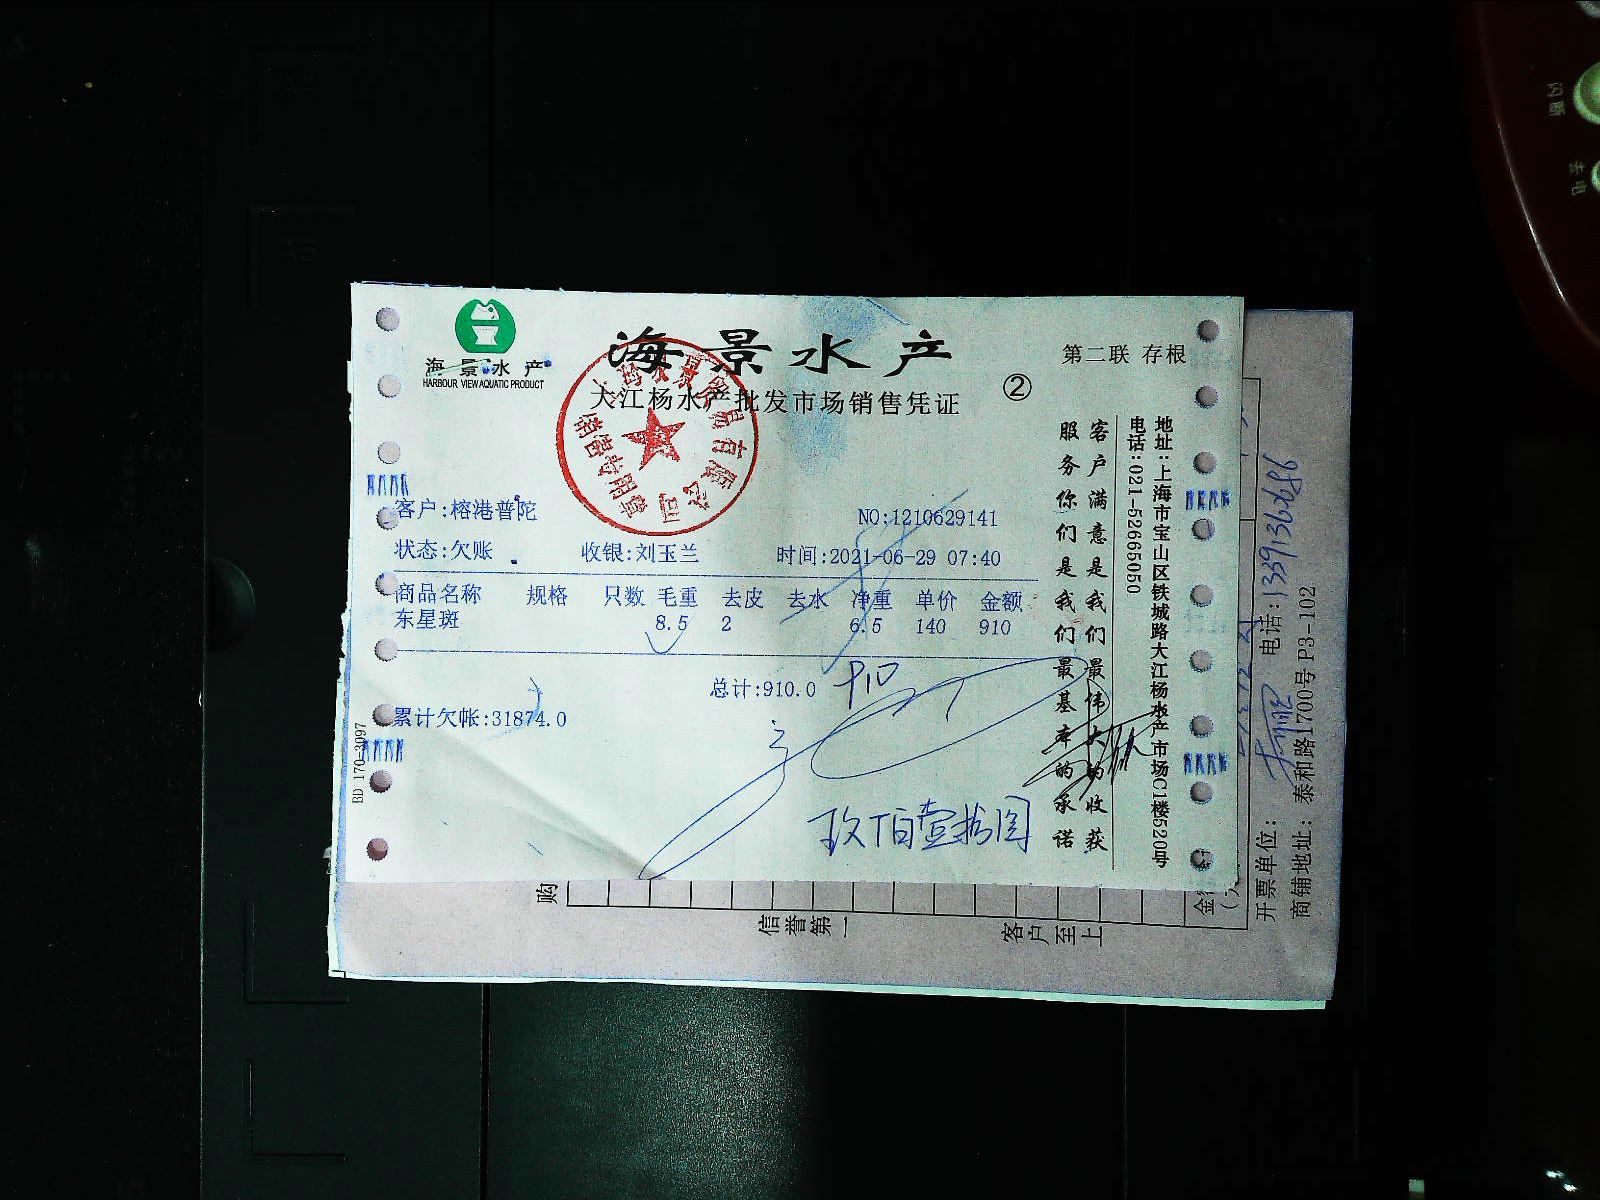 海景水产
HARBOUR VIEW AQUATIC PRODUCT
海景水产
大江杨水产批发市场销售凭证
②
第二联 存根
客户:榕港普陀
NO:1210629141
状态:欠账 收银:刘玉兰 时间:2021-06-29 07:40
商品名称 规格 只数 毛重 去皮 去水 净重 单价 金额
东星斑 8.5 2 6.5 140 910
总计:910.0 910
累计欠帐:31874.0
玖百壹拾圆
BD 170-3097
客户满意是我们最伟大的收获
服务你们是我们最基本的承诺
地址:上海市宝山区铁城路大江杨水产市场C1楼520号
电话:021-52665050
购
信誉第一
客户至上
开票单位:
电话:
商铺地址: 泰和路1700号 P3-102
闪断
去电